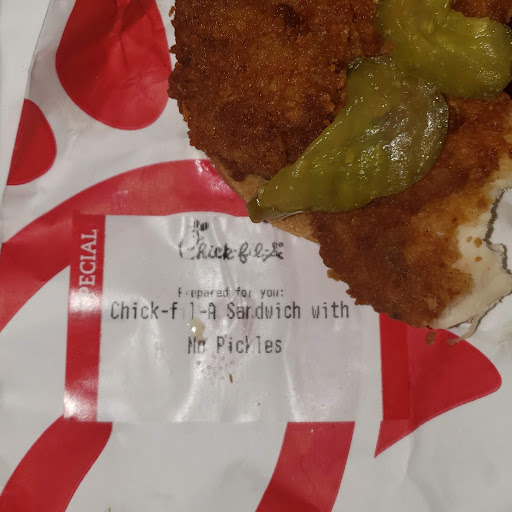 SPECIAL
Chick-fil-A
Prepared for you:
Chick-fil-A Sandwich with
No Pickles